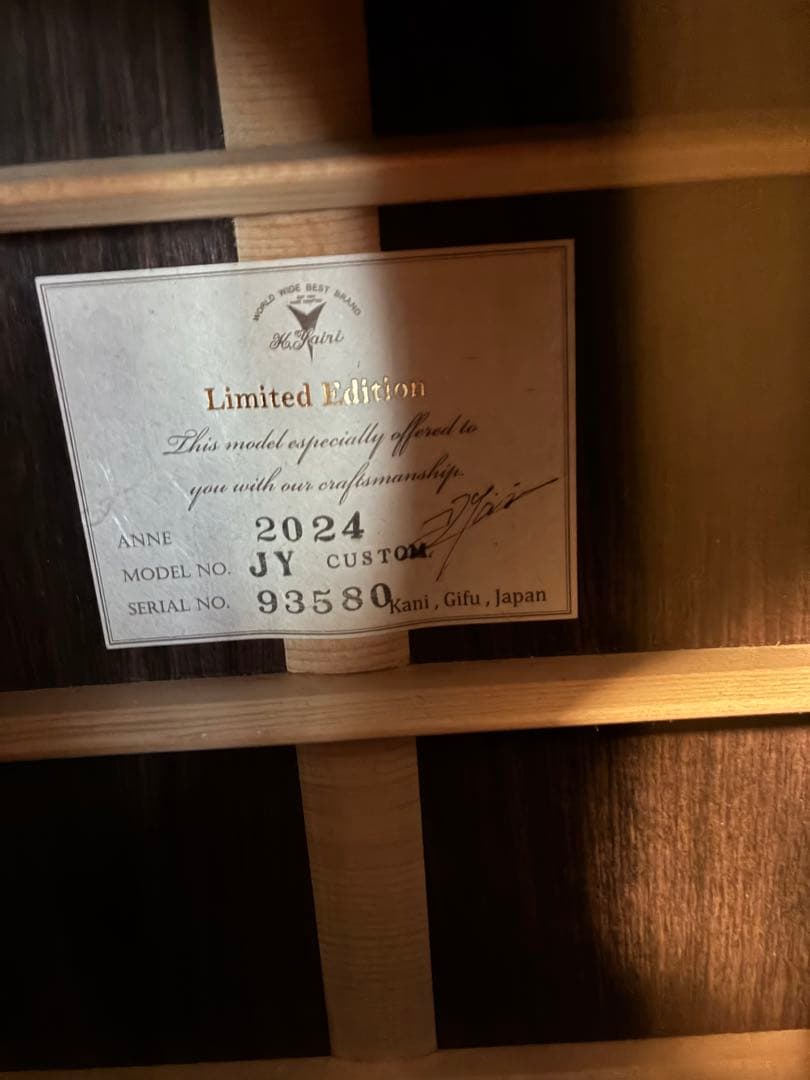 WORLD WIDE BEST BRAND
K. Yairi
Limited Edition
This model especially offered to
you with our craftsmanship.
ANNE 2024
MODEL NO. JY CUSTOM.
SERIAL NO. 93580 Kani , Gifu , Japan